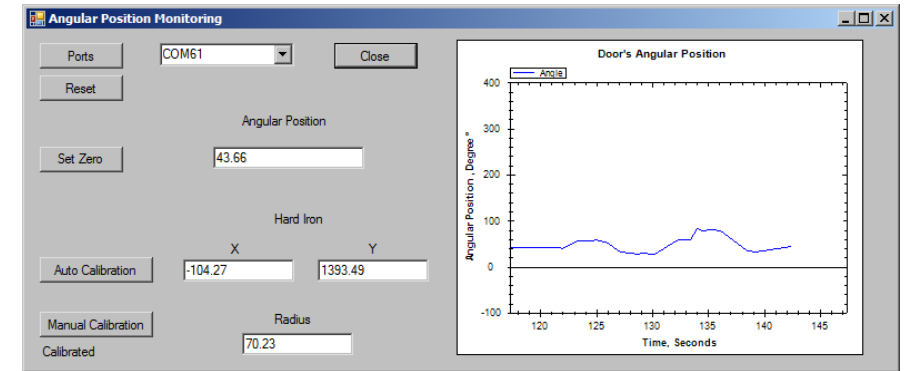 Angular Position Monitoring
Ports
COM61
Close
Reset
Angular Position
Set Zero
43.66
Hard Iron
X
Y
Auto Calibration
-104.27
1393.49
Manual Calibration
Radius
Calibrated
70.23
Door's Angular Position
Angle
400
300
200
100
0
-100
Angular Position , Degree °
120
125
130
135
140
145
Time, Seconds